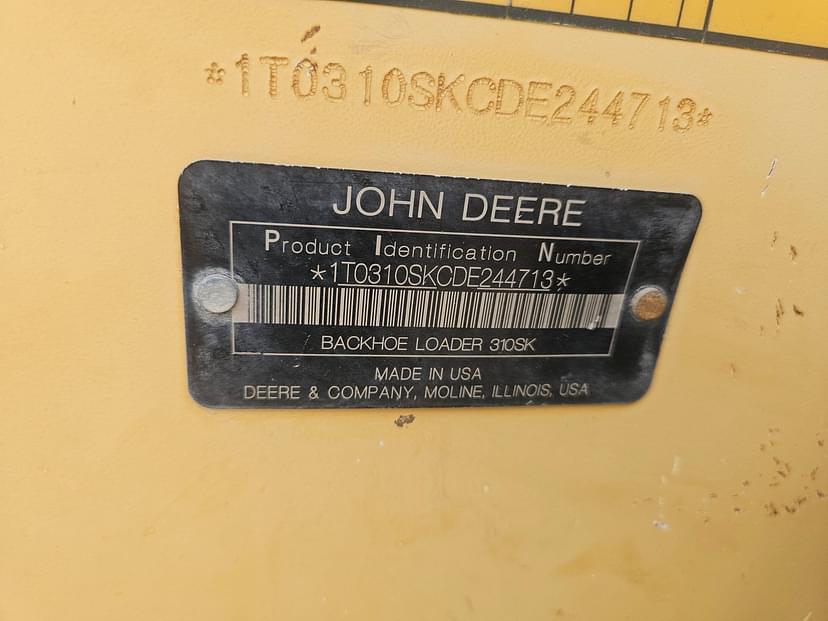 *1T0310SKCDE244713*
JOHN DEERE
Product Identification Number
*1T0310SKCDE244713*
BACKHOE LOADER 310SK
MADE IN USA
DEERE & COMPANY, MOLINE, ILLINOIS, USA